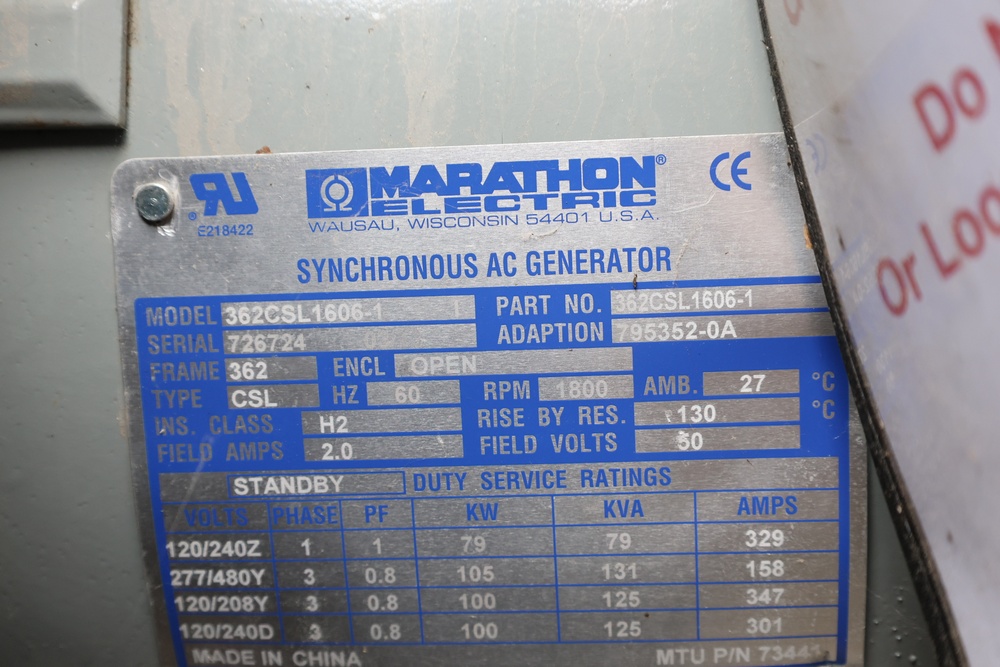 Do
Or
MARATHON®
ELECTRIC
WAUSAU, WISCONSIN 54401 U.S.A.
E218422
CE
SYNCHRONOUS AC GENERATOR
MODEL 362CSL1606-1 PART NO. 362CSL1606-1
SERIAL 726724 ADAPTION 795352-0A
FRAME 362 ENCL OPEN
TYPE CSL HZ 60 RPM 1800 AMB. 27 °C
INS. CLASS H2 RISE BY RES. 130 °C
FIELD AMPS 2.0 FIELD VOLTS 50
STANDBY DUTY SERVICE RATINGS
VOLTS PHASE PF KW KVA AMPS
120/240Z 1 1 79 79 329
277/480Y 3 0.8 105 131 158
120/208Y 3 0.8 100 125 347
120/240D 3 0.8 100 125 301
MADE IN CHINA MTU P/N